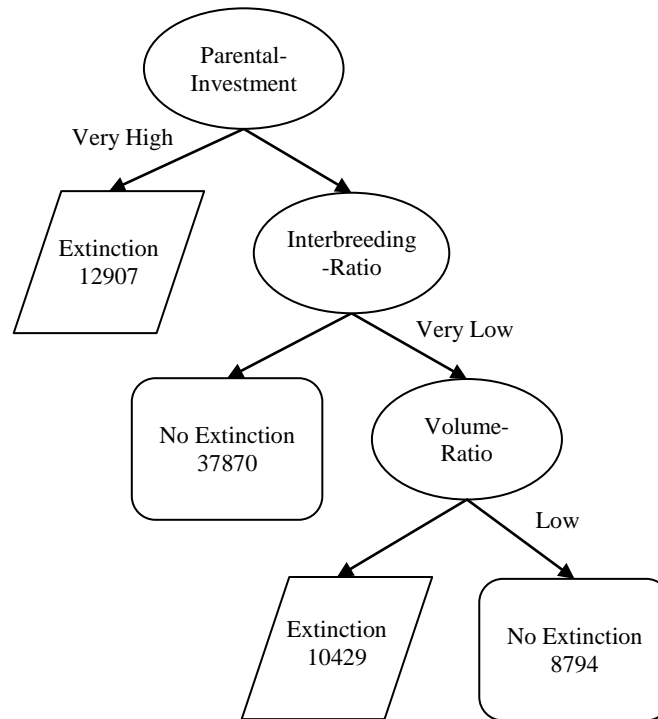 Parental-
Investment
Very High
Extinction
12907
Interbreeding
-Ratio
Very Low
No Extinction
37870
Volume-
Ratio
Low
Extinction
10429
No Extinction
8794